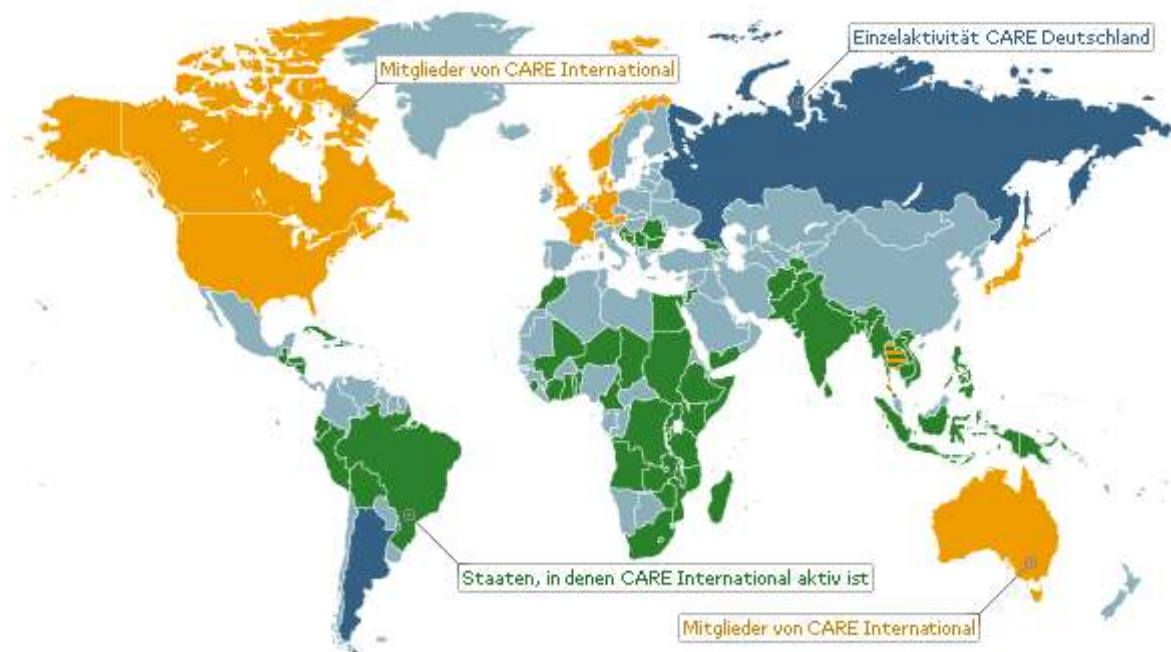 Einzelaktivität CARE Deutschland
Mitglieder von CARE International
Staaten, in denen CARE International aktiv ist
Mitglieder von CARE International